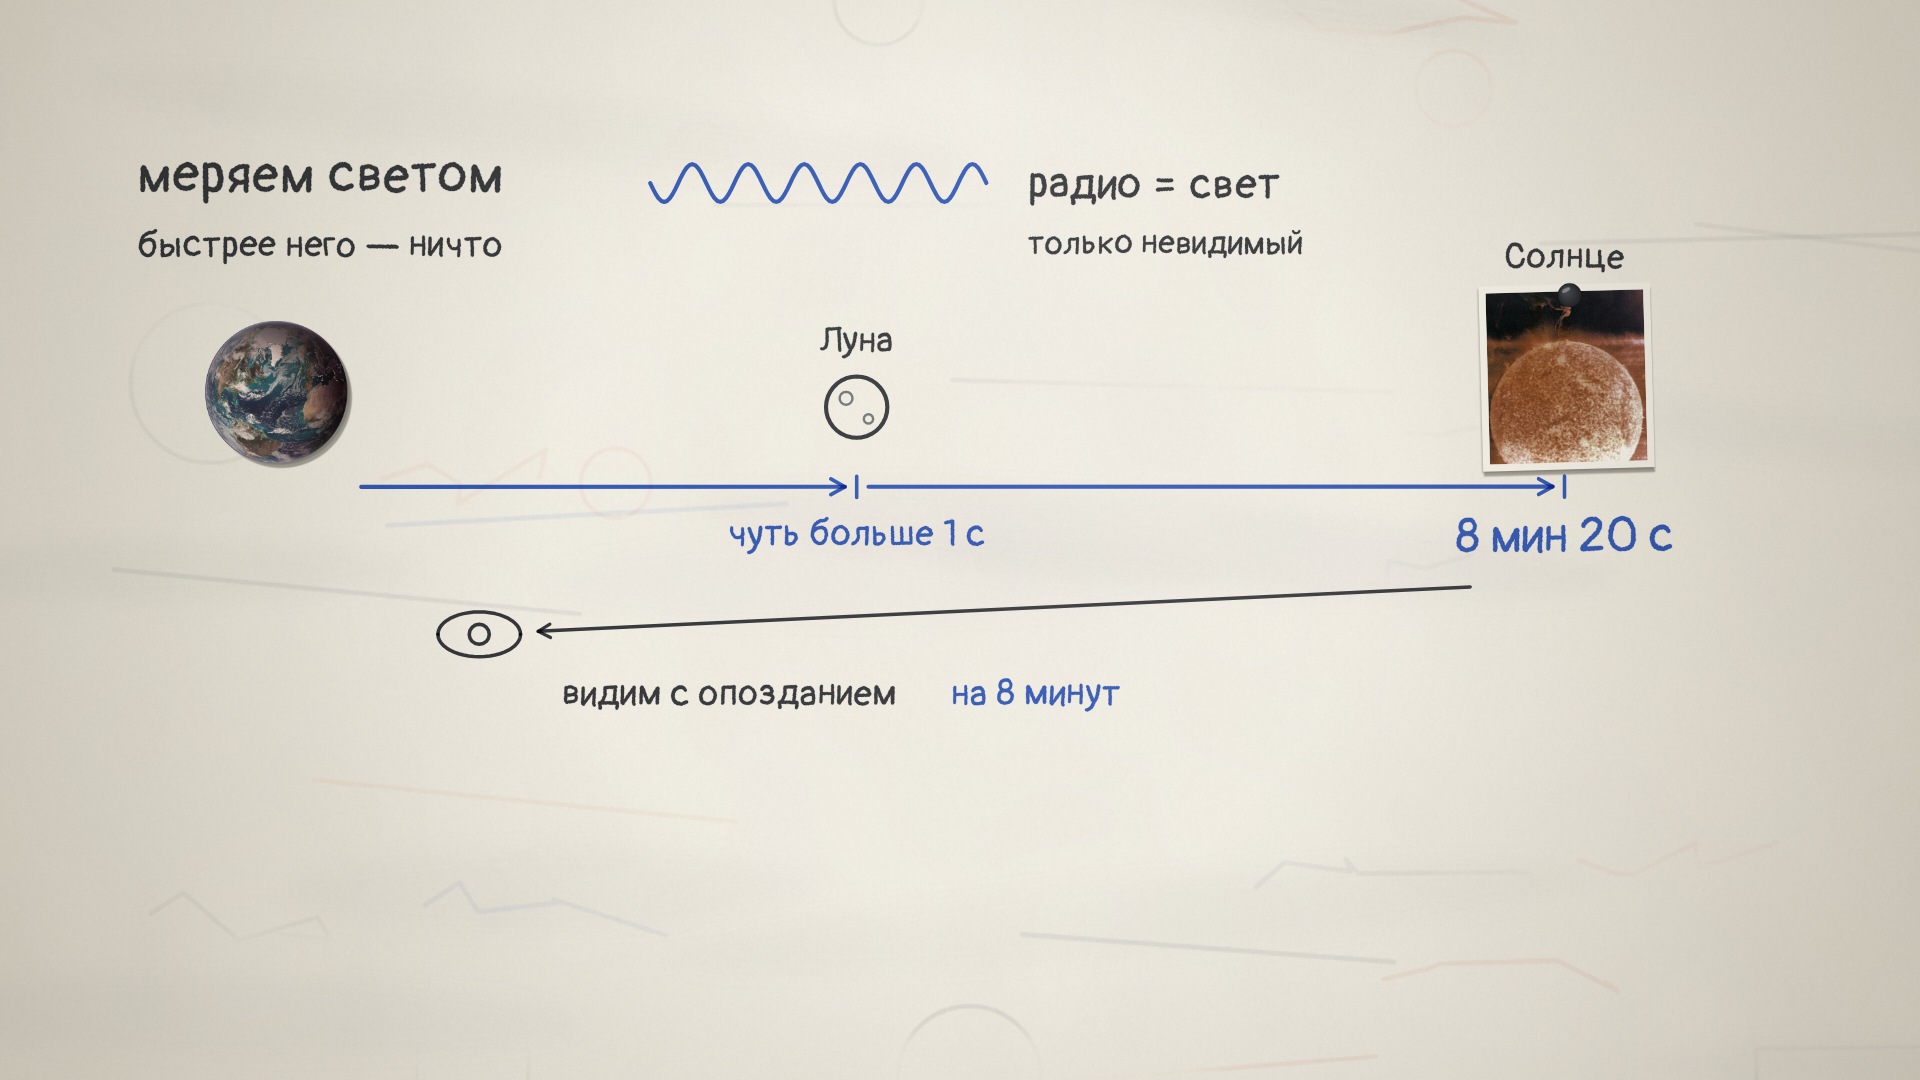 меряем светом
быстрее него — ничто
радио = свет
только невидимый
Солнце
Луна
чуть больше 1 с
8 мин 20 с
видим с опозданием на 8 минут